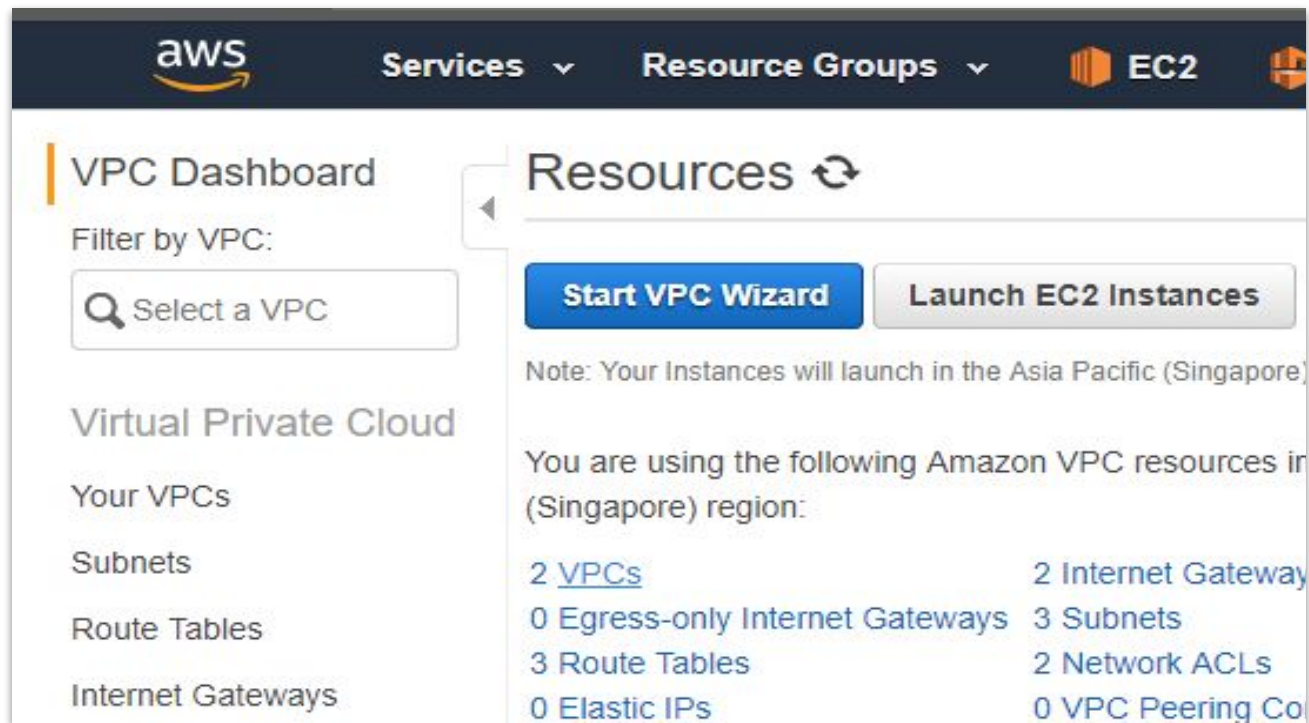 aws Services Resource Groups EC2
VPC Dashboard
Filter by VPC:
Select a VPC
Virtual Private Cloud
Your VPCs
Subnets
Route Tables
Internet Gateways
Resources
Start VPC Wizard Launch EC2 Instances
Note: Your Instances will launch in the Asia Pacific (Singapore)
You are using the following Amazon VPC resources in
(Singapore) region:
2 VPCs 2 Internet Gateway
0 Egress-only Internet Gateways 3 Subnets
3 Route Tables 2 Network ACLs
0 Elastic IPs 0 VPC Peering Co